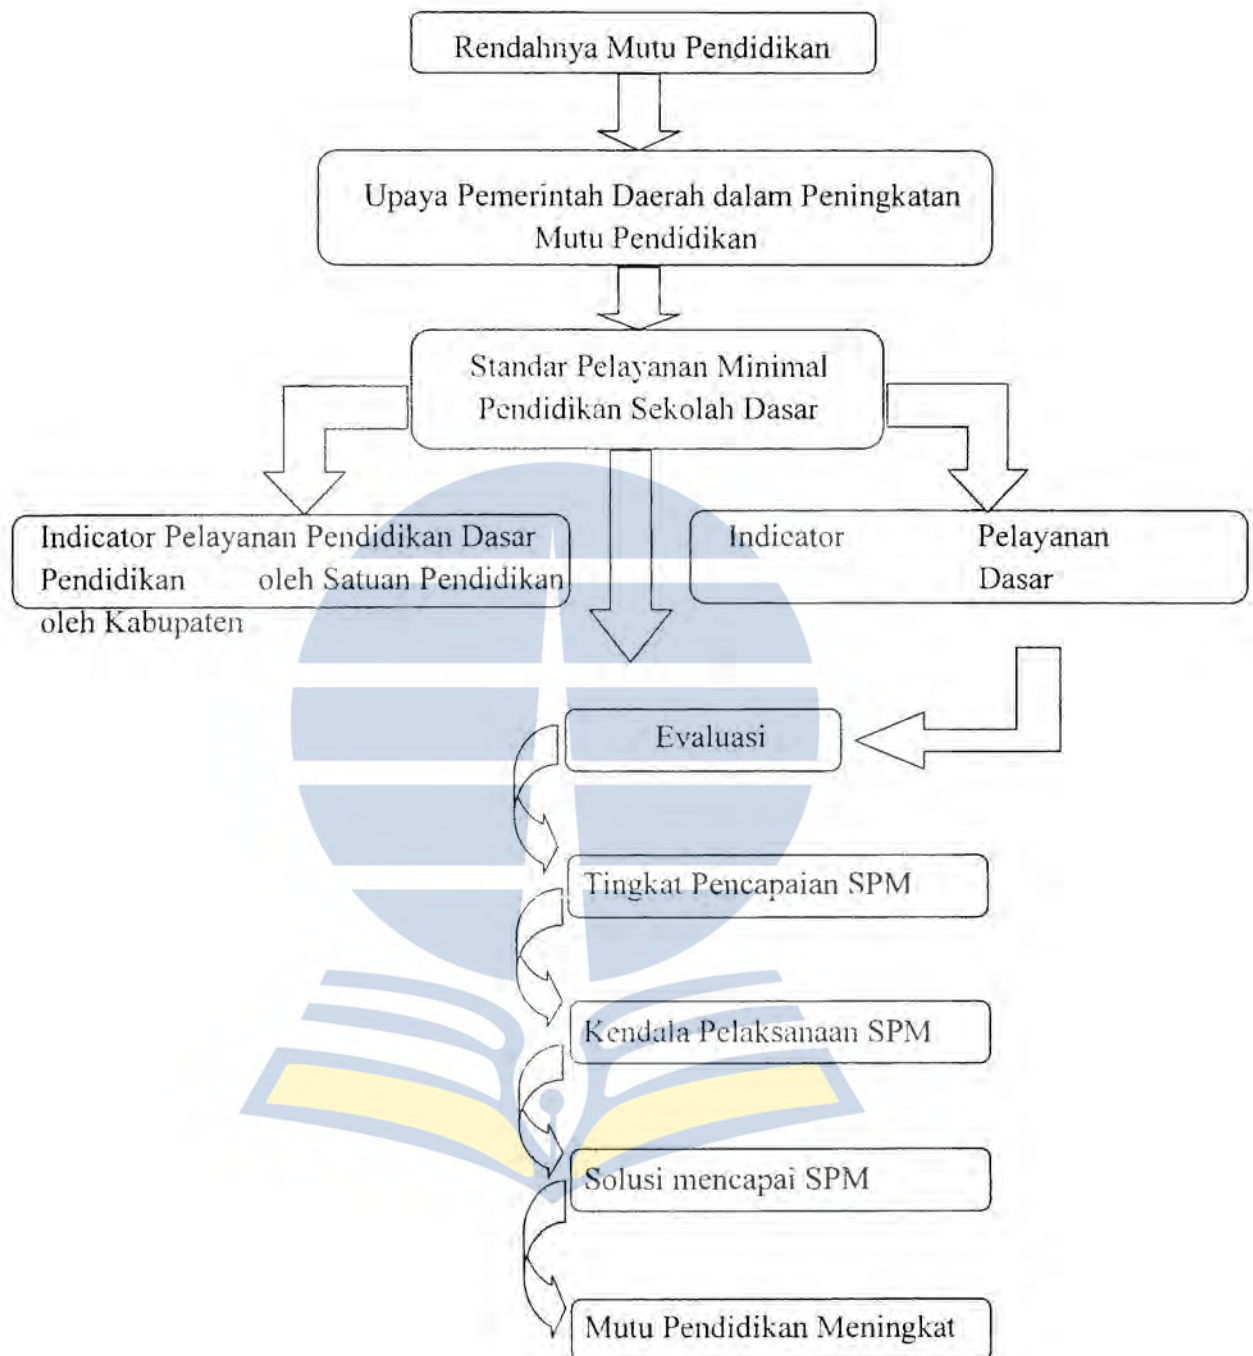 Rendahnya Mutu Pendidikan
Upaya Pemerintah Daerah dalam Peningkatan
Mutu Pendidikan
Standar Pelayanan Minimal
Pendidikan Sekolah Dasar
Indicator Pelayanan Pendidikan Dasar
Pendidikan oleh Satuan Pendidikan
oleh Kabupaten
Indicator Pelayanan
Dasar
Evaluasi
Tingkat Pencapaian SPM
Kendala Pelaksanaan SPM
Solusi mencapai SPM
Mutu Pendidikan Meningkat